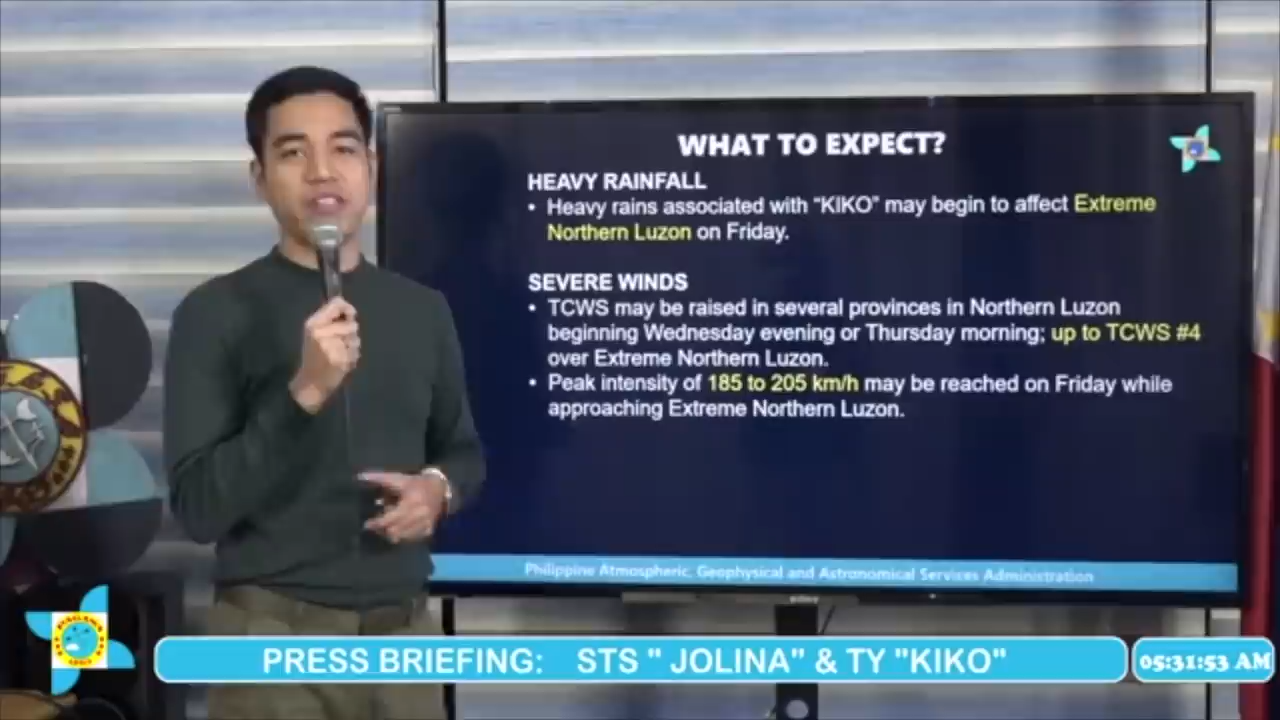 WHAT TO EXPECT?
HEAVY RAINFALL
• Heavy rains associated with “KIKO” may begin to affect Extreme
Northern Luzon on Friday.
SEVERE WINDS
• TCWS may be raised in several provinces in Northern Luzon
beginning Wednesday evening or Thursday morning; up to TCWS #4
over Extreme Northern Luzon.
• Peak intensity of 185 to 205 km/h may be reached on Friday while
approaching Extreme Northern Luzon.
Philippine Atmospheric, Geophysical and Astronomical Services Administration
SONY
PRESS BRIEFING: STS " JOLINA" & TY "KIKO"
05:31:53 AM